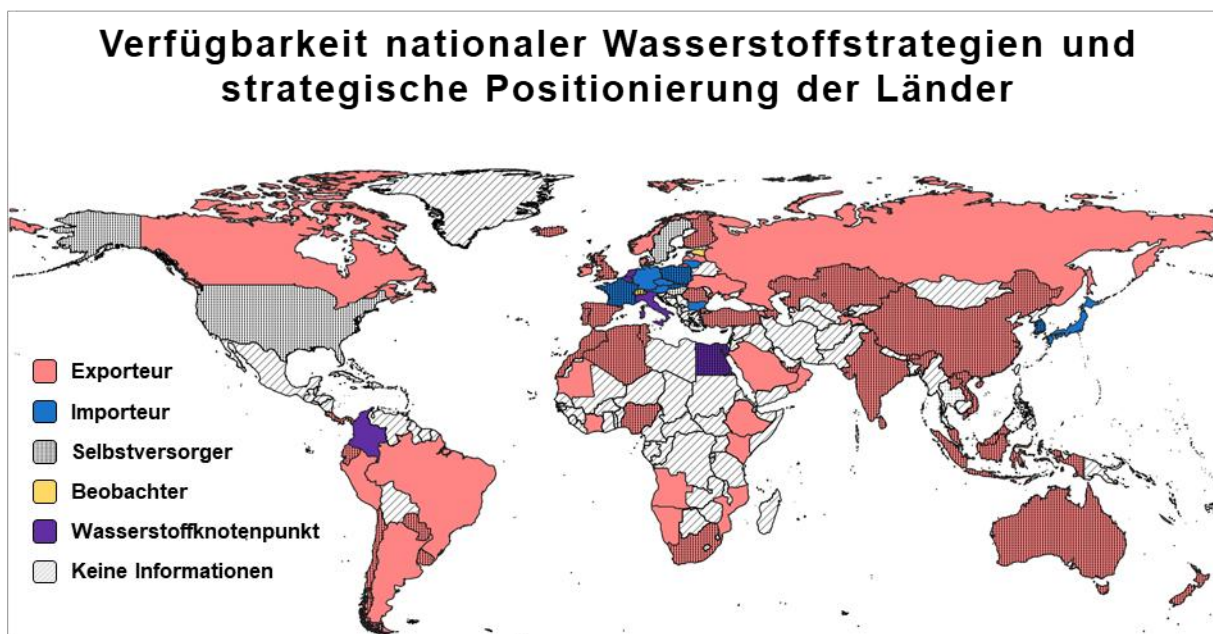 Verfügbarkeit nationaler Wasserstoffstrategien und
strategische Positionierung der Länder
Exporteur
Importeur
Selbstversorger
Beobachter
Wasserstoffknotenpunkt
Keine Informationen